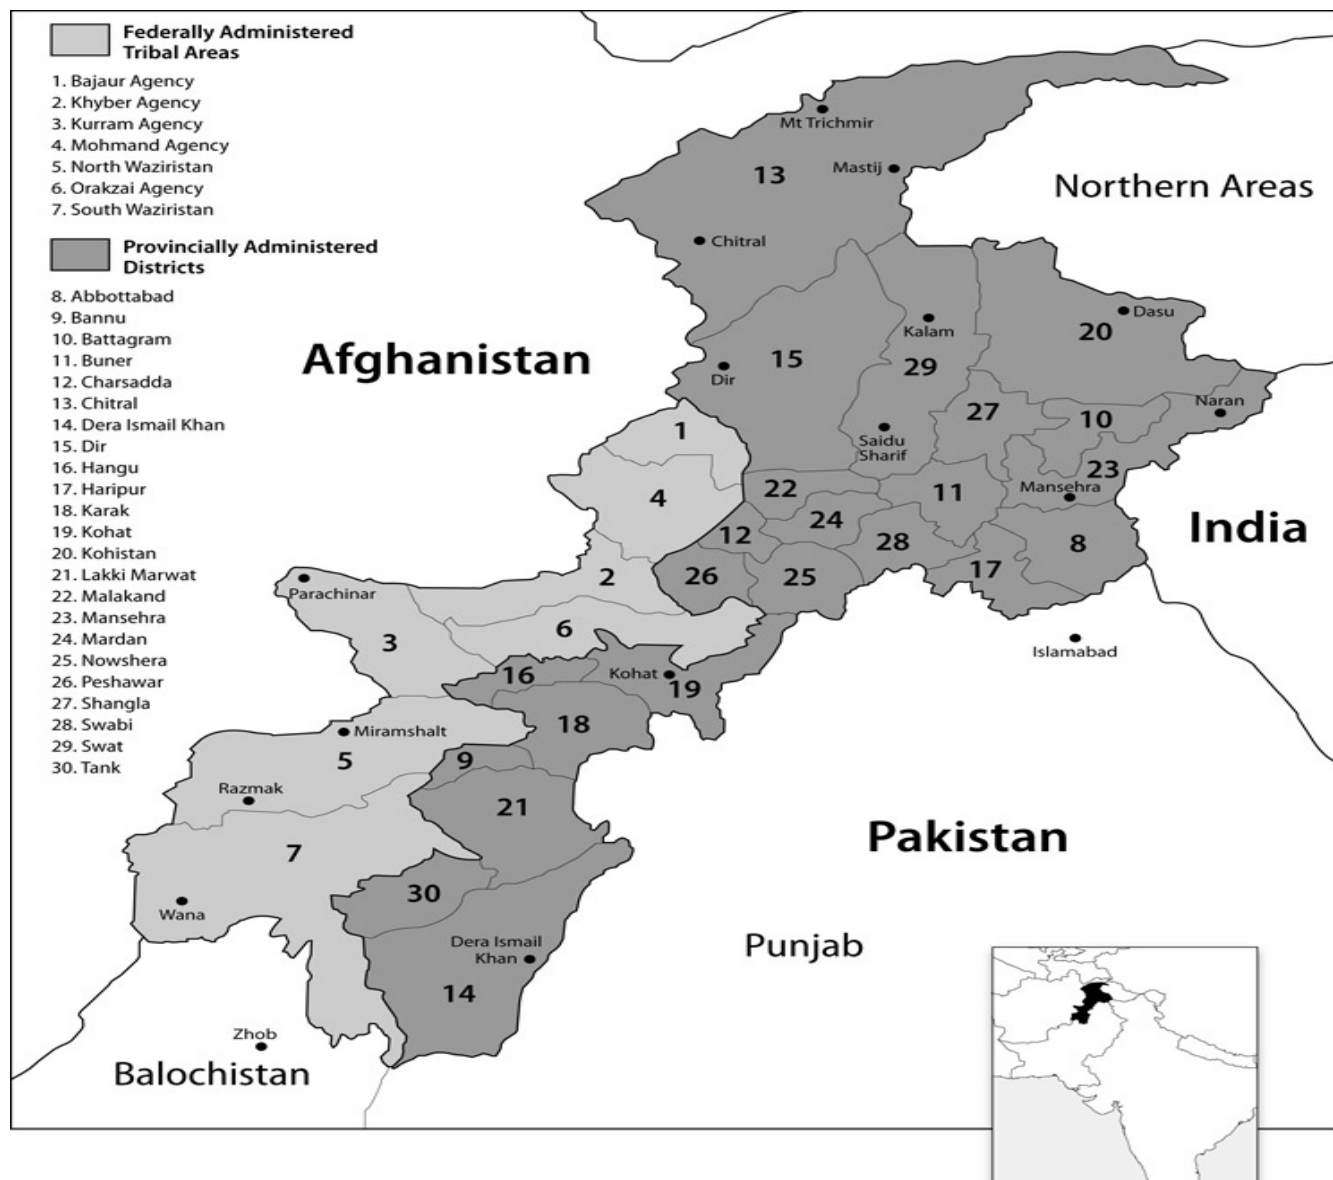 Federally Administered
Tribal Areas
1. Bajaur Agency
2. Khyber Agency
3. Kurram Agency
4. Mohmand Agency
5. North Waziristan
6. Orakzai Agency
7. South Waziristan
Provincially Administered
Districts
8. Abbottabad
9. Bannu
10. Battagram
11. Buner
12. Charsadda
13. Chitral
14. Dera Ismail Khan
15. Dir
16. Hangu
17. Haripur
18. Karak
19. Kohat
20. Kohistan
21. Lakki Marwat
22. Malakand
23. Mansehra
24. Mardan
25. Nowshera
26. Peshawar
27. Shangla
28. Swabi
29. Swat
30. Tank
Mt Trichmir
13
Mastij
Northern Areas
Chitral
Dasu
Kalam
20
Afghanistan
15
29
Dir
Naran
27
10
1
Saidu
Sharif
23
Mansehra
22
11
4
India
24
12
28
8
17
2
26
25
Parachinar
6
3
Islamabad
16
Kohat
19
18
Miramshalt
5
9
Razmak
21
Pakistan
7
30
Wana
Dera Ismail
Khan
Punjab
14
Zhob
Balochistan